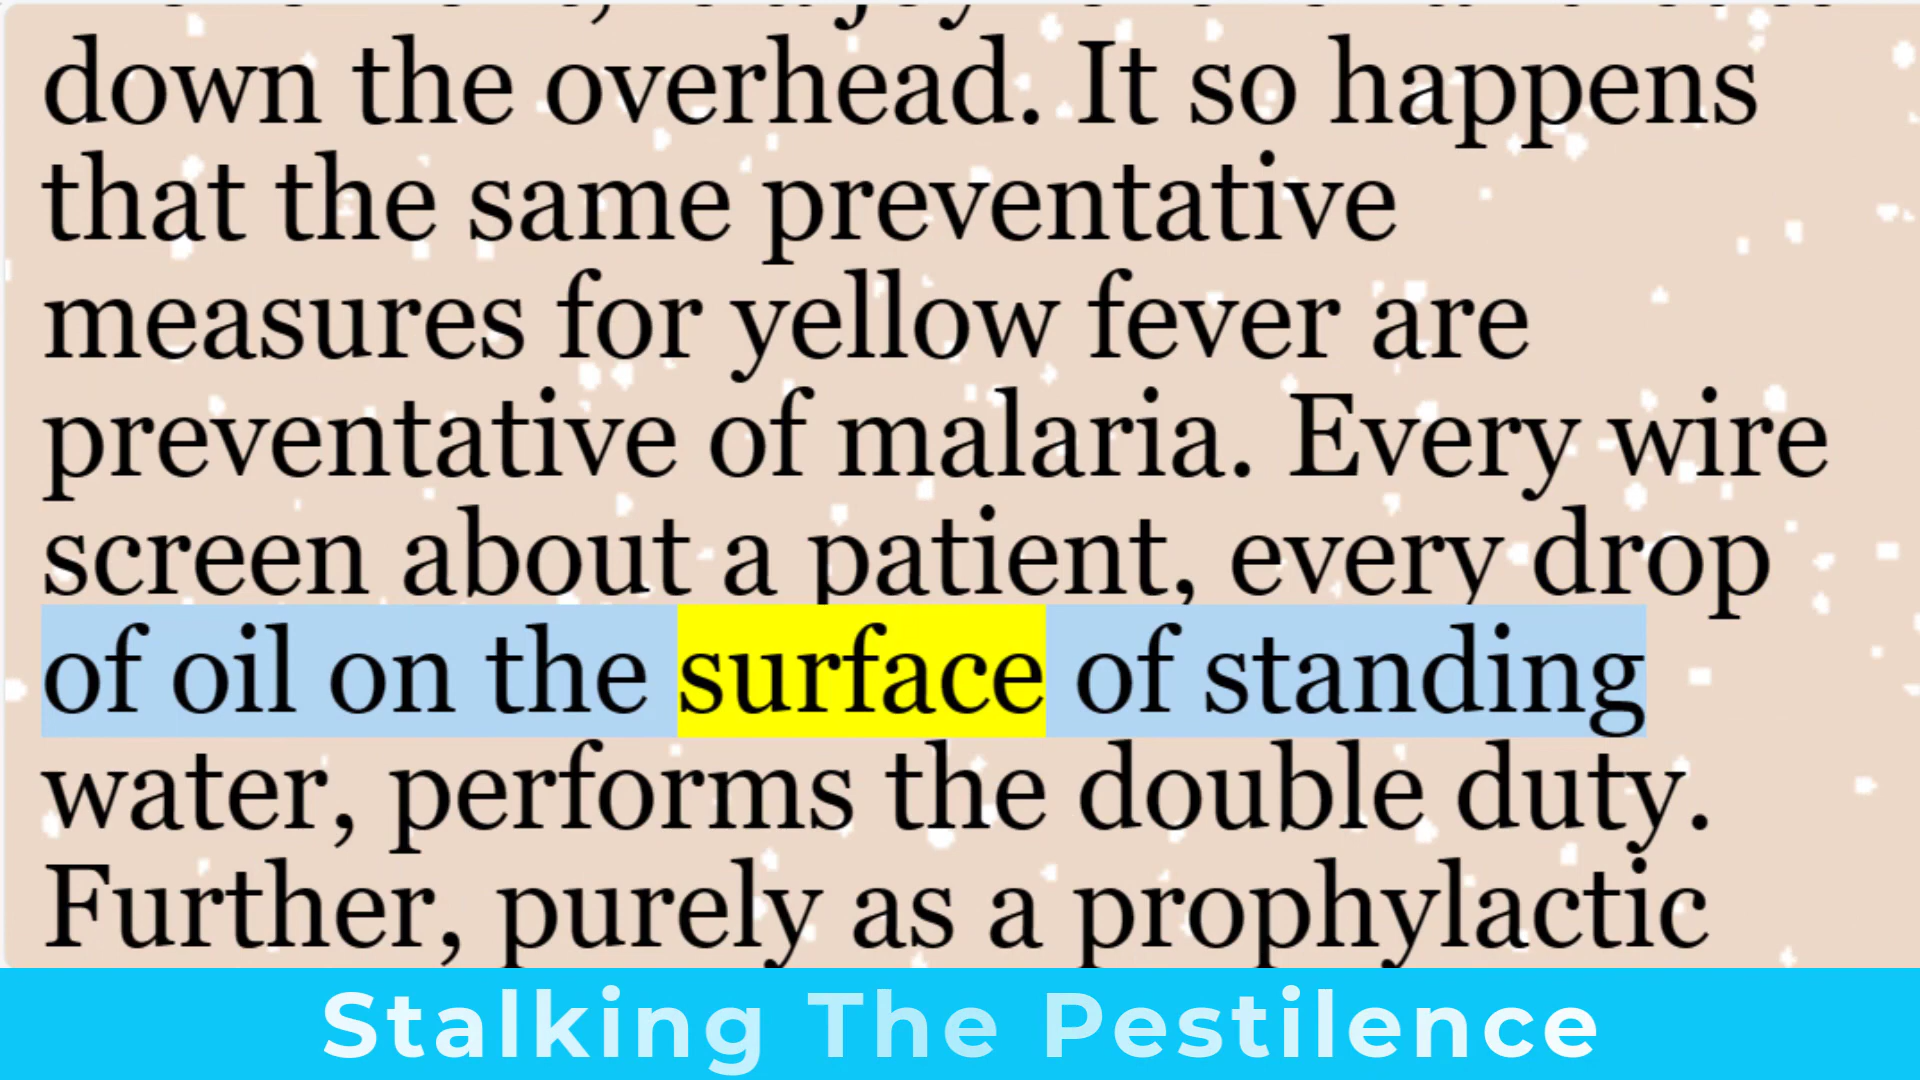 down the overhead. It so happens
that the same preventative
measures for yellow fever are
preventative of malaria. Every wire
screen about a patient, every drop
of oil on the surface of standing
water, performs the double duty.
Further, purely as a prophylactic
Stalking The Pestilence